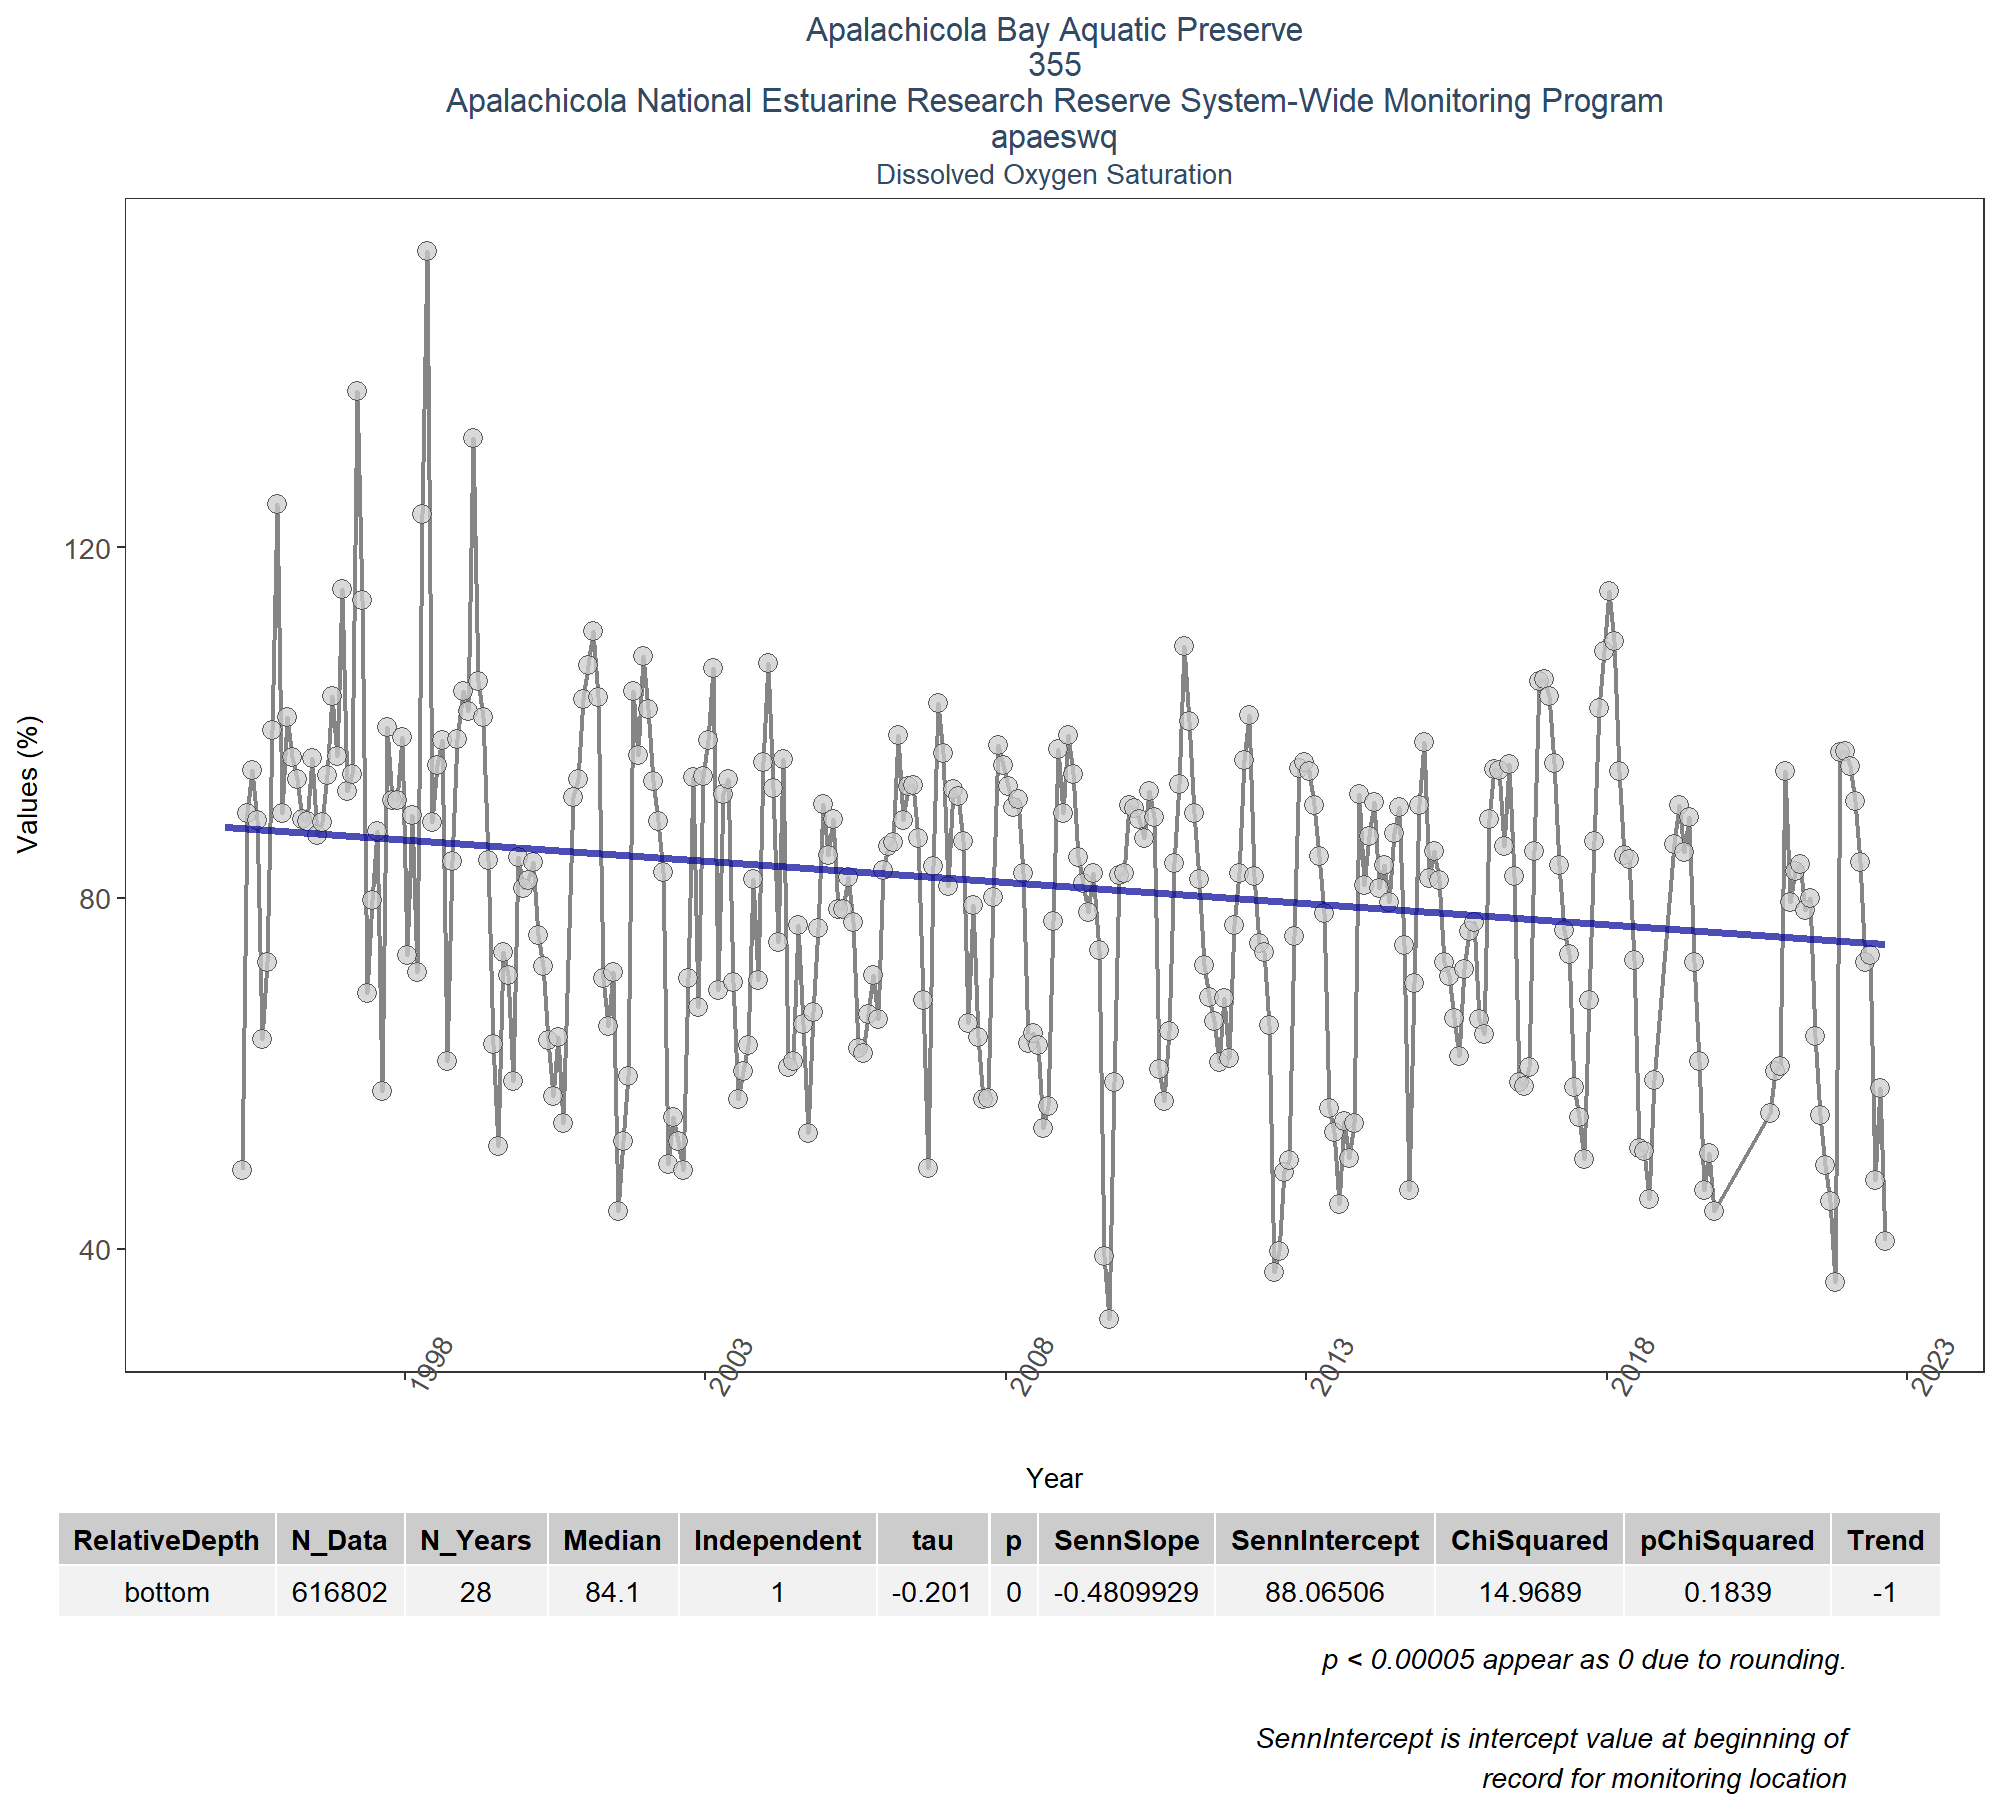 Apalachicola Bay Aquatic Preserve
355
Apalachicola National Estuarine Research Reserve System-Wide Monitoring Program
apaeswq
Dissolved Oxygen Saturation
Values (%)
120
80
40
1998 2003 2008 2013 2018 2023
Year
RelativeDepth N_Data N_Years Median Independent tau p SennSlope SennIntercept ChiSquared pChiSquared Trend
bottom 616802 28 84.1 1 -0.201 0 -0.4809929 88.06506 14.9689 0.1839 -1
p < 0.00005 appear as 0 due to rounding.
SennIntercept is intercept value at beginning of
record for monitoring location